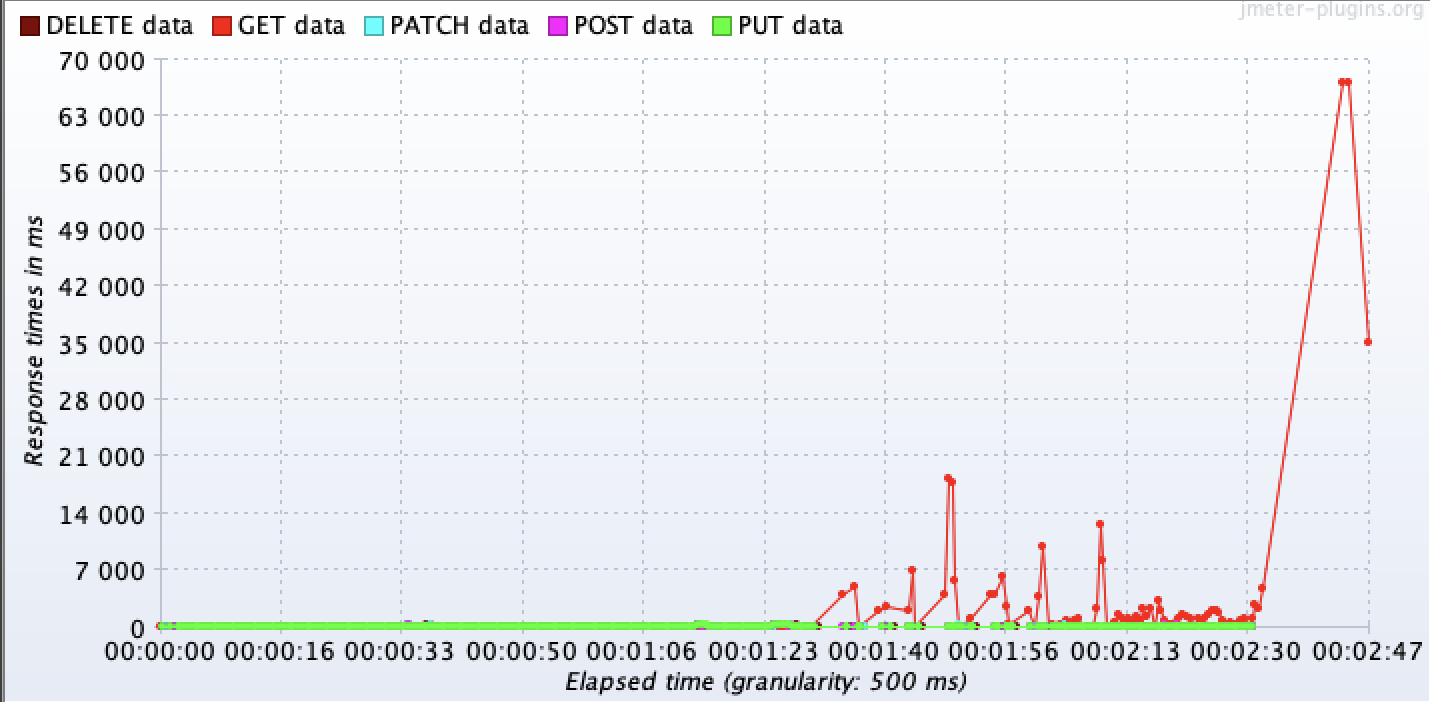 jmeter-plugins.org
DELETE data GET data PATCH data POST data PUT data
70 000
63 000
56 000
49 000
42 000
35 000
28 000
21 000
14 000
7 000
0
Response times in ms
00:00:00 00:00:16 00:00:33 00:00:50 00:01:06 00:01:23 00:01:40 00:01:56 00:02:13 00:02:30 00:02:47
Elapsed time (granularity: 500 ms)